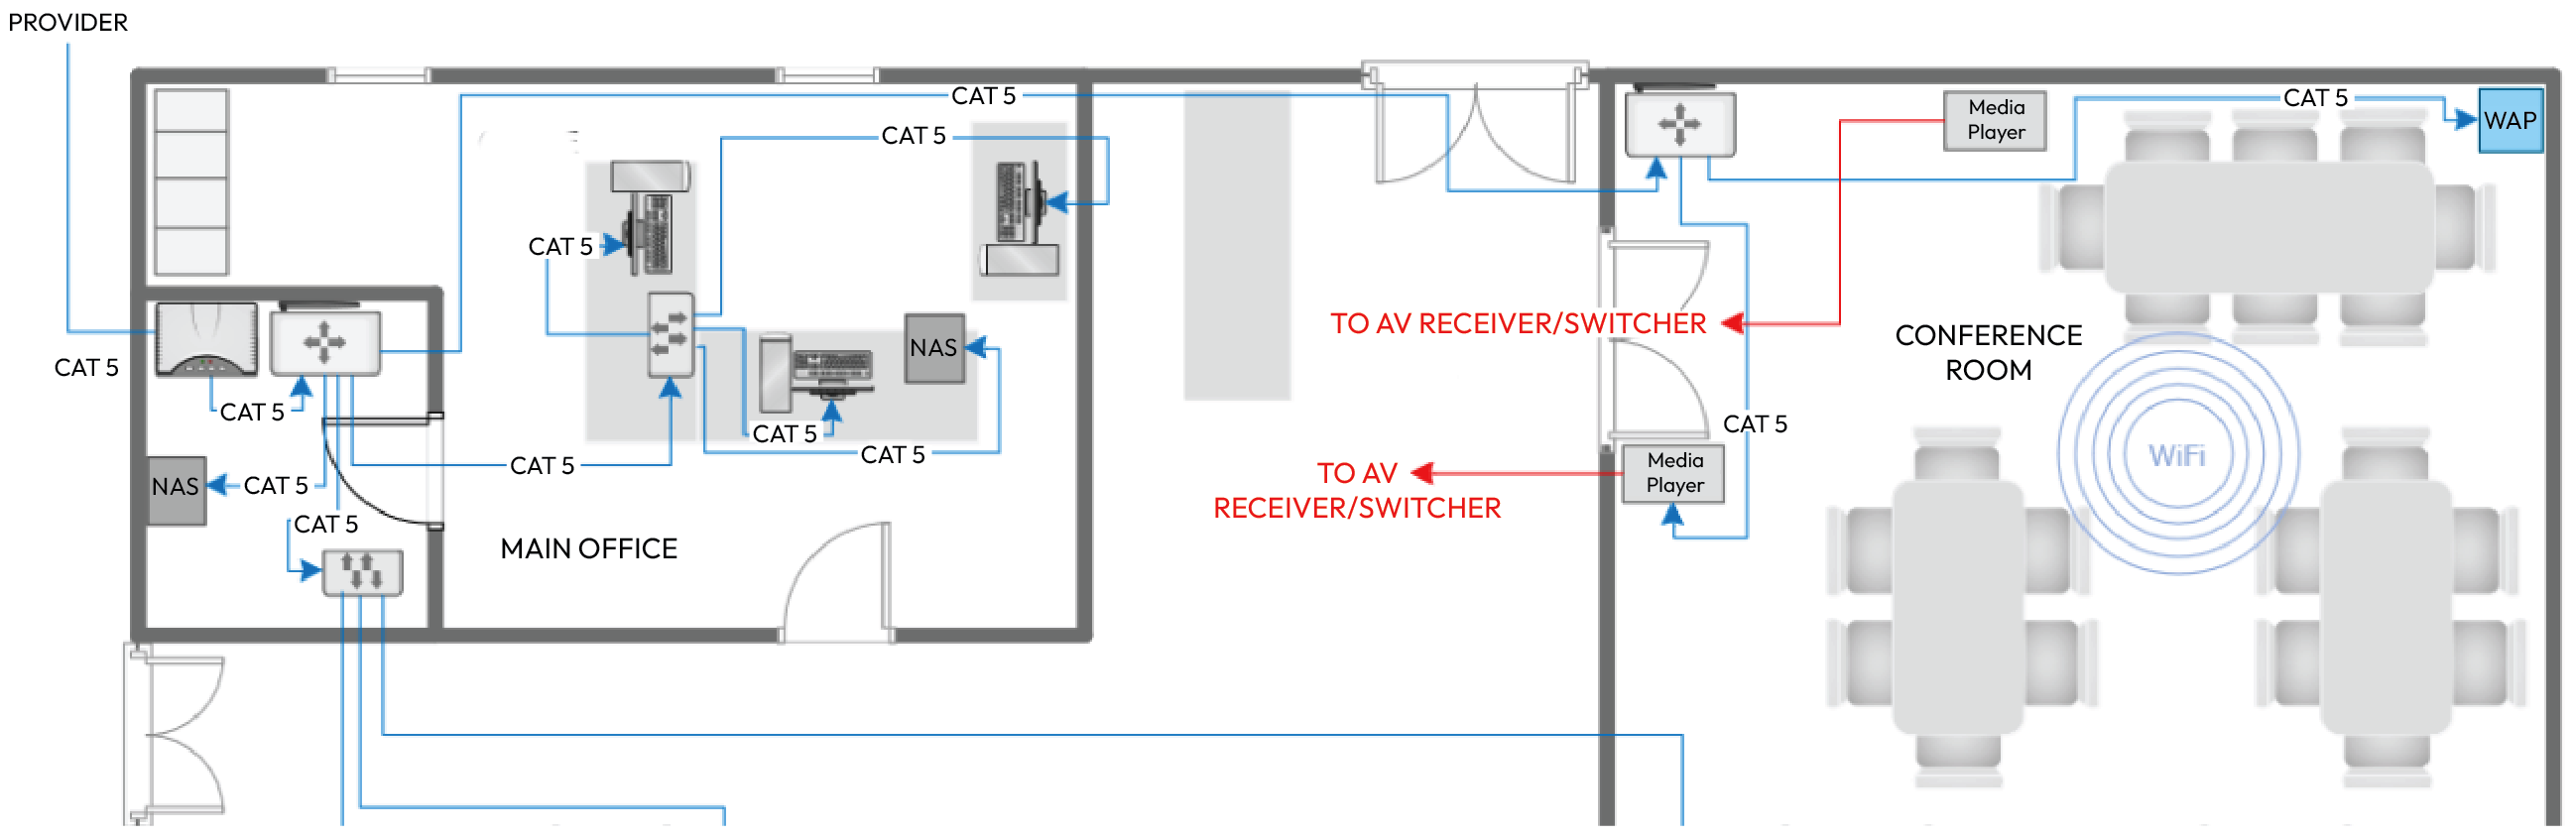 PROVIDER
CAT 5
CAT 5
CAT 5
Media
Player
WAP
CAT 5
TO AV RECEIVER/SWITCHER
CONFERENCE
ROOM
NAS
CAT 5
CAT 5
CAT 5
CAT 5
CAT 5
CAT 5
WiFi
Media
Player
TO AV
RECEIVER/SWITCHER
NAS
CAT 5
CAT 5
CAT 5
MAIN OFFICE